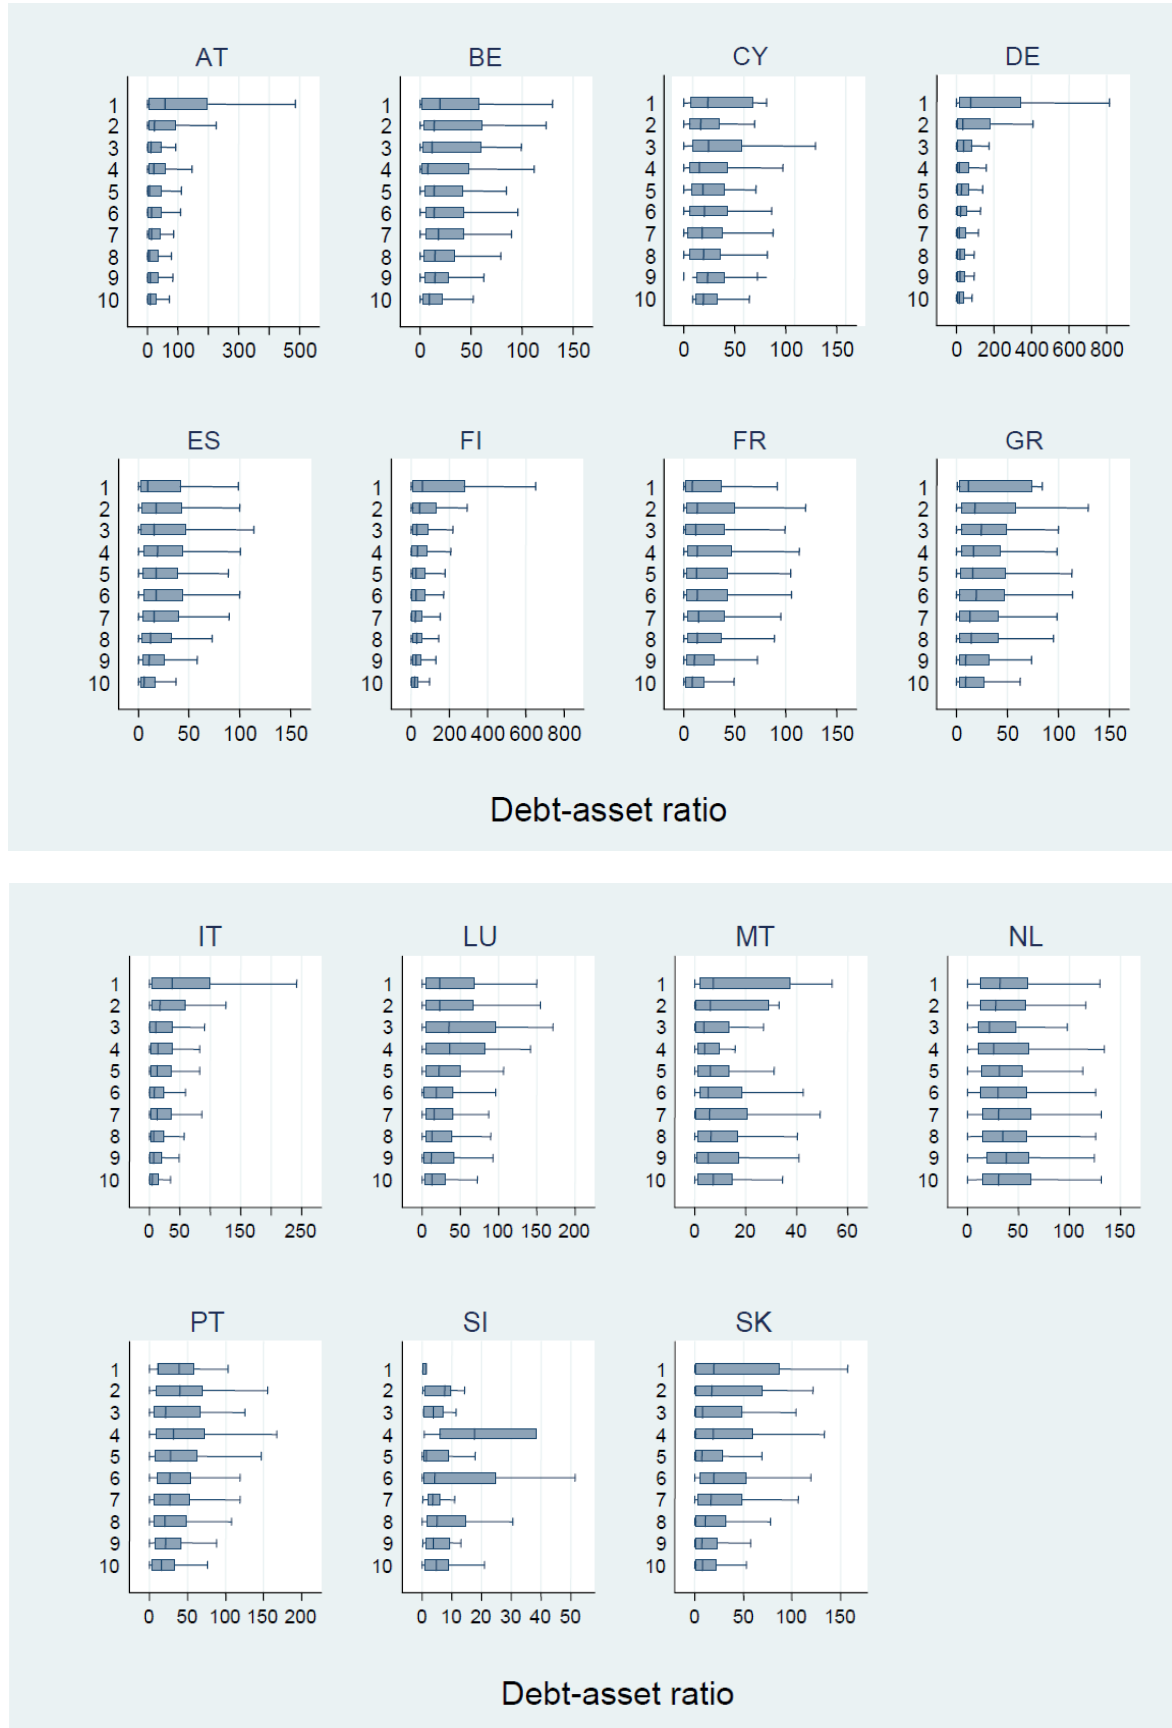 AT BE CY DE
1 1 1 1
2 2 2 2
3 3 3 3
4 4 4 4
5 5 5 5
6 6 6 6
7 7 7 7
8 8 8 8
9 9 9 9
10 10 10 10
0 100 300 500 0 50 100 150 0 50 100 150 0 200 400 600 800
ES FI FR GR
1 1 1 1
2 2 2 2
3 3 3 3
4 4 4 4
5 5 5 5
6 6 6 6
7 7 7 7
8 8 8 8
9 9 9 9
10 10 10 10
0 50 100 150 0 200 400 600 800 0 50 100 150 0 50 100 150
Debt-asset ratio
IT LU MT NL
1 1 1 1
2 2 2 2
3 3 3 3
4 4 4 4
5 5 5 5
6 6 6 6
7 7 7 7
8 8 8 8
9 9 9 9
10 10 10 10
0 50 150 250 0 50 100 150 200 0 20 40 60 0 50 100 150
PT SI SK
1 1 1
2 2 2
3 3 3
4 4 4
5 5 5
6 6 6
7 7 7
8 8 8
9 9 9
10 10 10
0 50 100 150 200 0 10 20 30 40 50 0 50 100 150
Debt-asset ratio